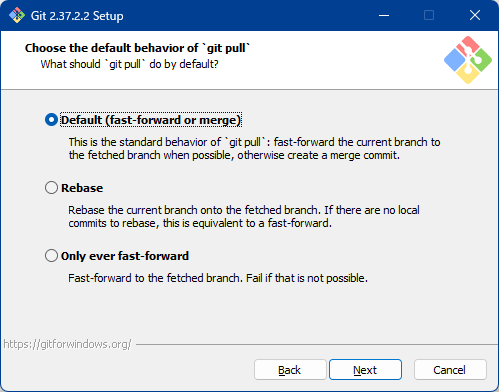 Git 2.37.2.2 Setup
Choose the default behavior of `git pull`
What should `git pull` do by default?
Default (fast-forward or merge)
This is the standard behavior of `git pull`: fast-forward the current branch to
the fetched branch when possible, otherwise create a merge commit.
Rebase
Rebase the current branch onto the fetched branch. If there are no local
commits to rebase, this is equivalent to a fast-forward.
Only ever fast-forward
Fast-forward to the fetched branch. Fail if that is not possible.
https://gitforwindows.org/
Back Next Cancel